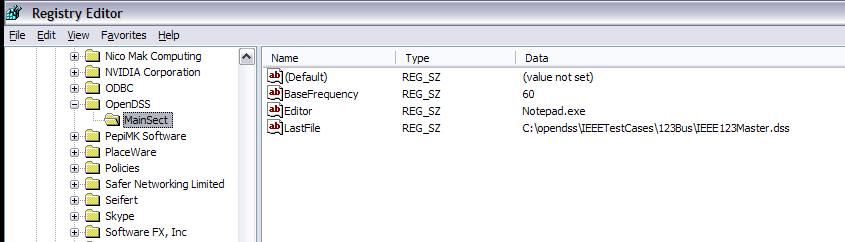 Registry Editor
File Edit View Favorites Help
Nico Mak Computing
NVIDIA Corporation
ODBC
OpenDSS
MainSect
PepiMK Software
PlaceWare
Policies
Safer Networking Limited
Seifert
Skype
Software FX, Inc
Name Type Data
(Default) REG_SZ (value not set)
BaseFrequency REG_SZ 60
Editor REG_SZ Notepad.exe
LastFile REG_SZ C:\opendss\IEEETestCases\123Bus\IEEE123Master.dss